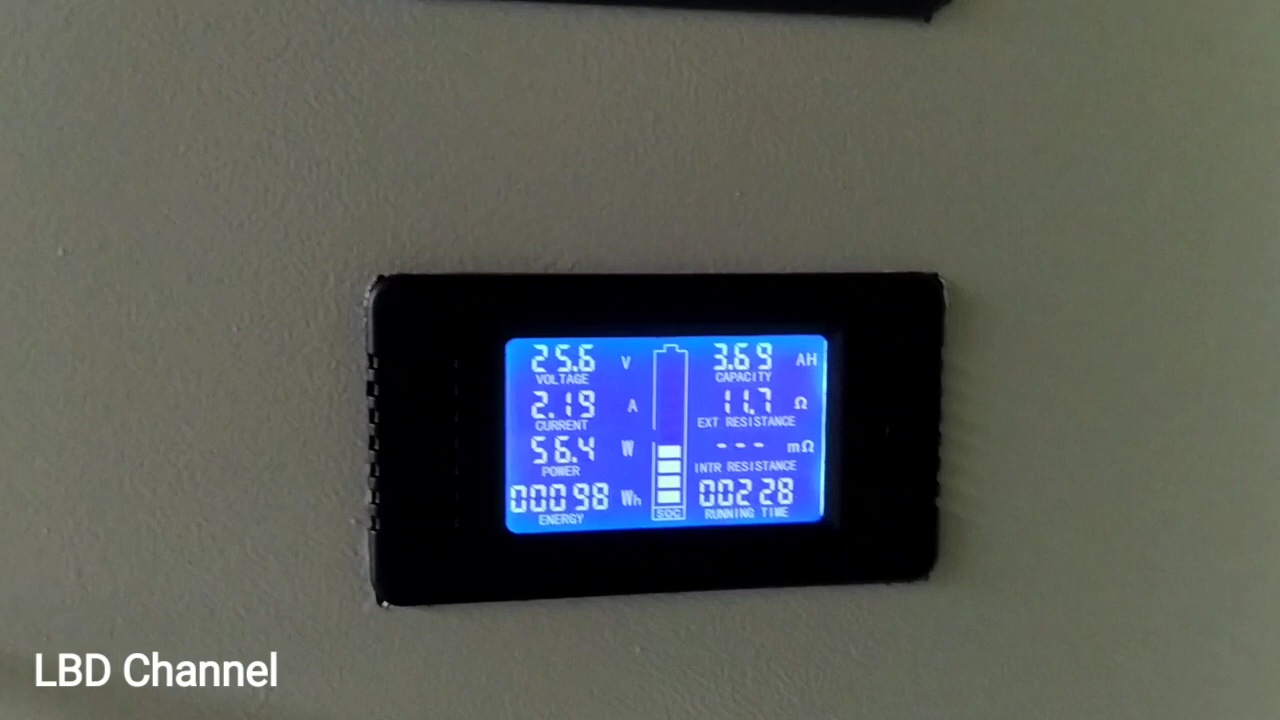 25.6 V
VOLTAGE
2.19 A
CURRENT
56.4 W
POWER
00098 Wh
ENERGY
SOC
3.69 AH
CAPACITY
11.7 Ω
EXT RESISTANCE
--- mΩ
INTR RESISTANCE
00228
RUNNING TIME
LBD Channel